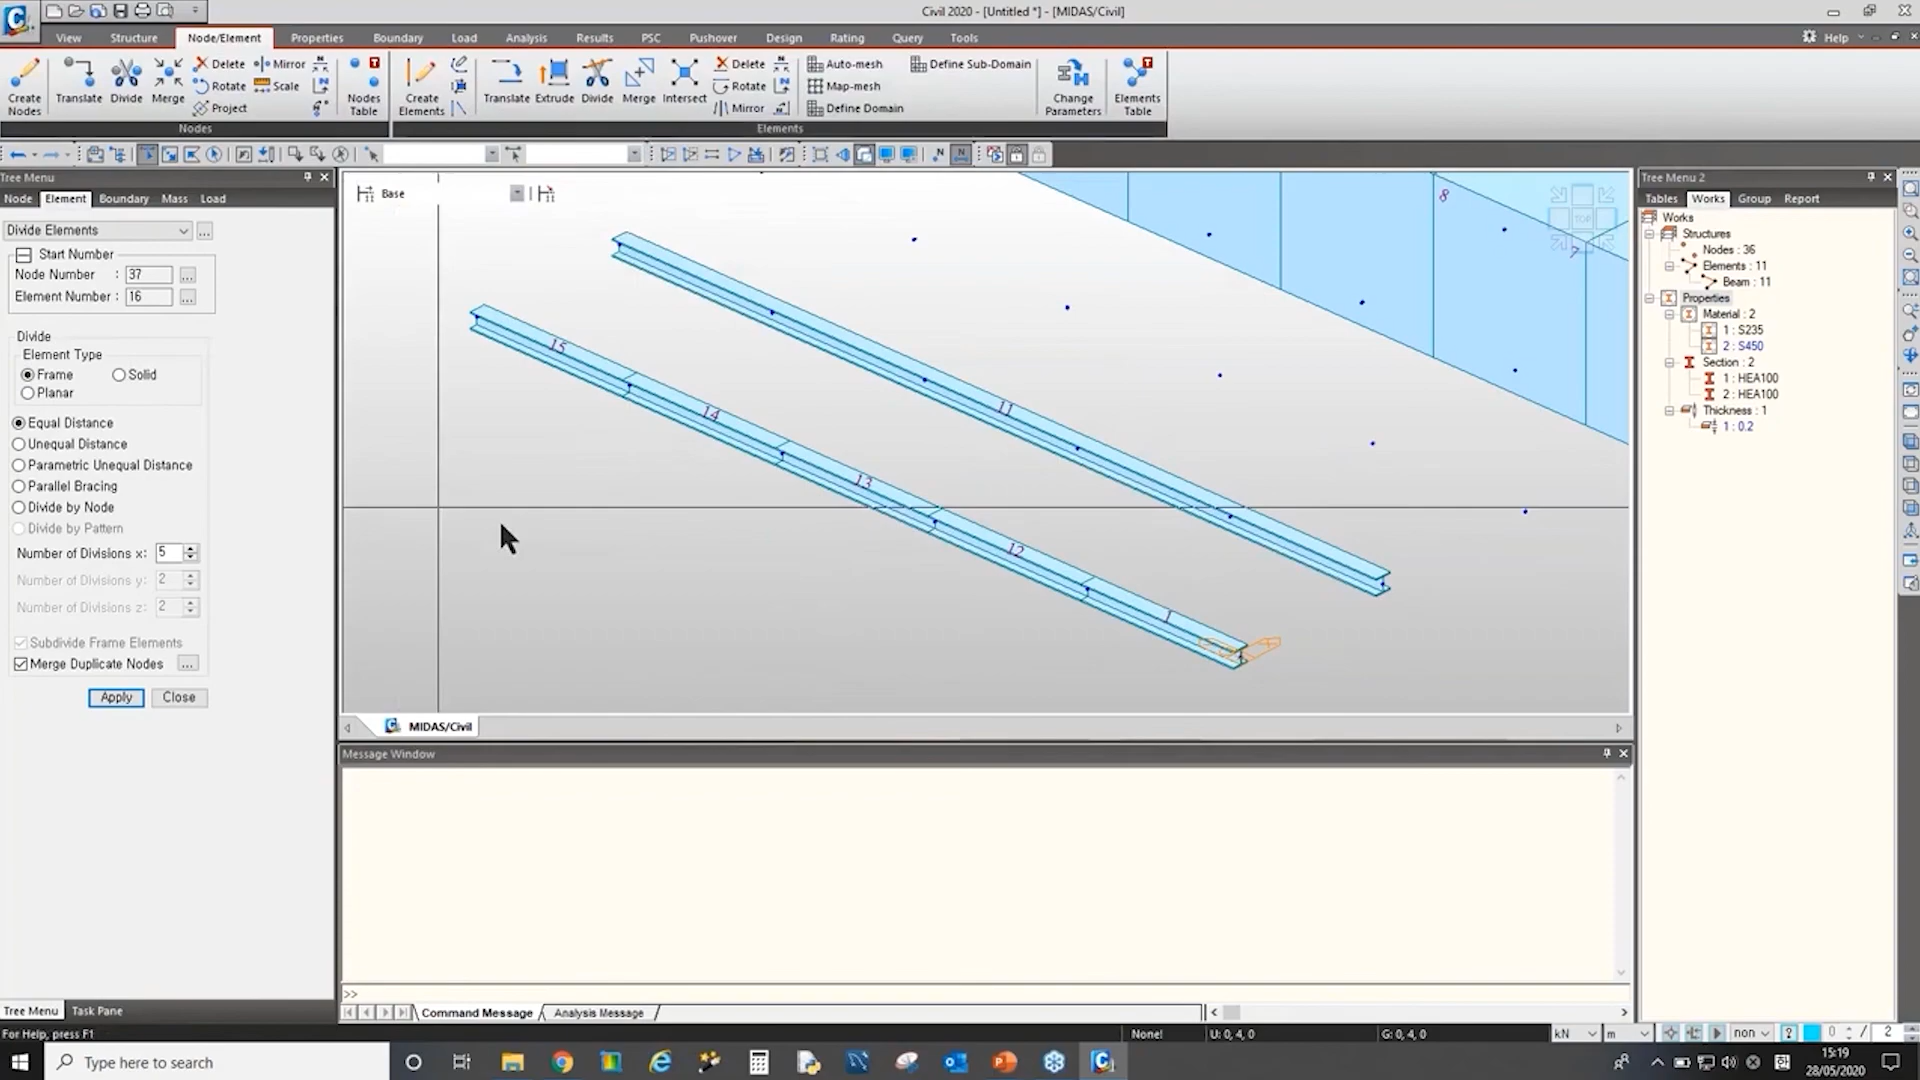 Civil 2020 - [Untitled *] - [MIDAS/Civil]
View Structure Node/Element Properties Boundary Load Analysis Results PSC Pushover Design Rating Query Tools Help
Create Nodes
Translate
Divide
Merge
Delete
Rotate
Project
Mirror
Scale
Nodes Table
Nodes
Create Elements
Translate
Extrude
Divide
Merge
Intersect
Delete
Rotate
Mirror
Auto-mesh
Map-mesh
Define Domain
Define Sub-Domain
Change Parameters
Elements Table
Elements
Tree Menu
Node Element Boundary Mass Load
Divide Elements
Start Number
Node Number : 37
Element Number : 16
Divide
Element Type
Frame Solid
Planar
Equal Distance
Unequal Distance
Parametric Unequal Distance
Parallel Bracing
Divide by Node
Divide by Pattern
Number of Divisions x: 5
Number of Divisions y: 2
Number of Divisions z: 2
Subdivide Frame Elements
Merge Duplicate Nodes
Apply Close
Tree Menu Task Pane
Base
TOP
8
7
15
14
13
12
11
1
MIDAS/Civil
Message Window
>>
Command Message Analysis Message
Tree Menu 2
Tables Works Group Report
Works
Structures
Nodes : 36
Elements : 11
Beam : 11
Properties
Material : 2
1 : S235
2 : S450
Section : 2
1 : HEA100
2 : HEA100
Thickness : 1
1 : 0.2
For Help, press F1
None! U: 0, 4, 0 G: 0, 4, 0 kN m non 0 / 2
Type here to search
15:19
28/05/2020